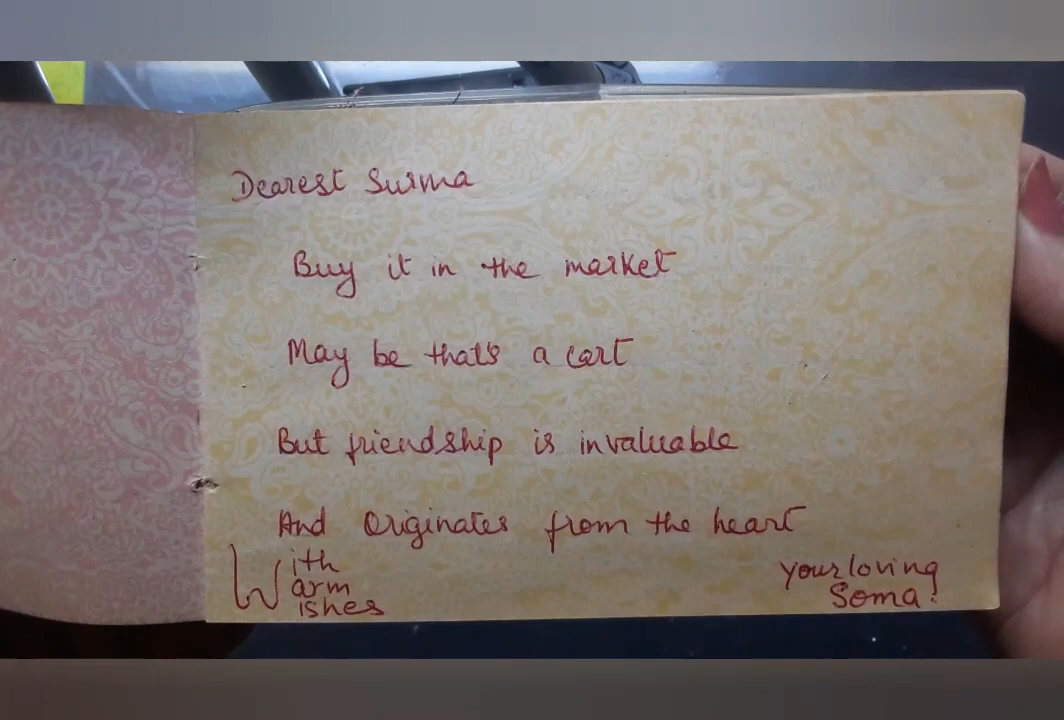 Dearest Surma
Buy it in the market
May be that's a cart
But friendship is invaluable
And Originates from the heart
With
Warm
Wishes
your loving
Soma!